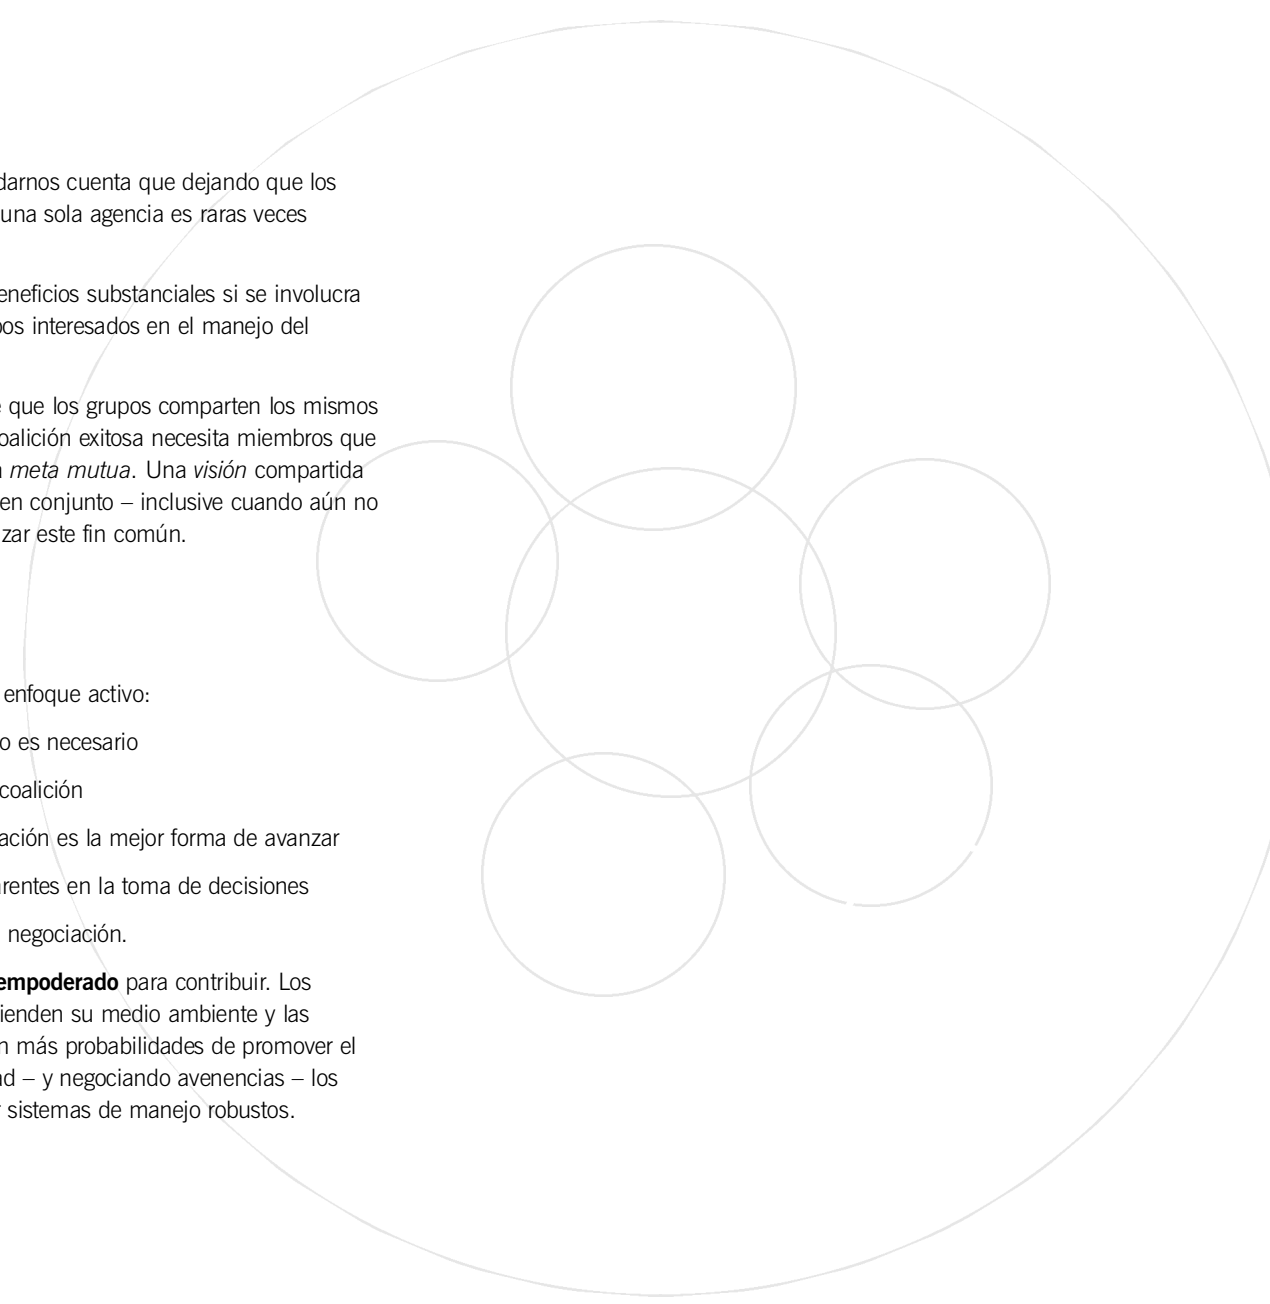 darnos cuenta que dejando que los
una sola agencia es raras veces
eneficios substanciales si se involucra
os interesados en el manejo del
que los grupos comparten los mismos
oalición exitosa necesita miembros que
meta mutua. Una visión compartida
en conjunto – inclusive cuando aún no
zar este fin común.
enfoque activo:
o es necesario
coalición
ación es la mejor forma de avanzar
rentes en la toma de decisiones
negociación.
empoderado para contribuir. Los
ienden su medio ambiente y las
n más probabilidades de promover el
ad – y negociando avenencias – los
sistemas de manejo robustos.